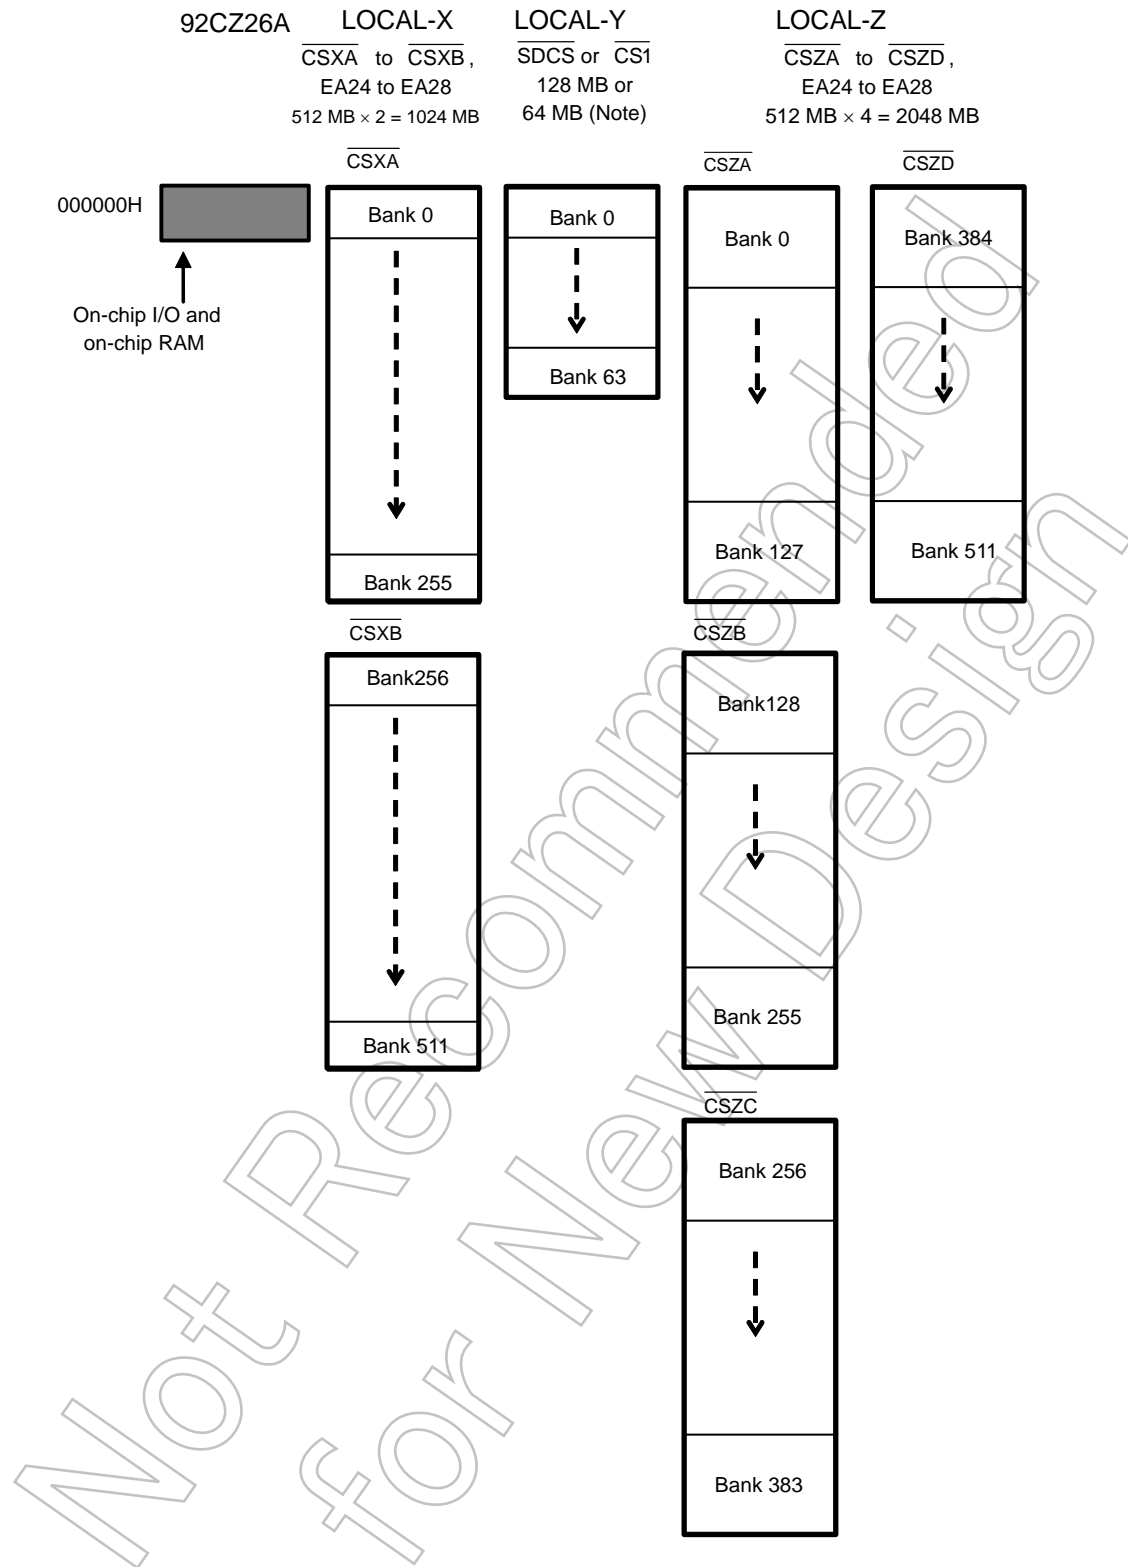 92CZ26A LOCAL-X LOCAL-Y LOCAL-Z
CSXA to CSXB, SDCS or CS1 CSZA to CSZD,
EA24 to EA28 128 MB or EA24 to EA28
512 MB × 2 = 1024 MB 64 MB (Note) 512 MB × 4 = 2048 MB
CSXA CSZA CSZD
000000H Bank 0 Bank 0 Bank 0 Bank 384
On-chip I/O and
on-chip RAM
Bank 63
Bank 127 Bank 511
Bank 255
CSXB CSZB
Bank256 Bank128
Bank 255
Bank 511
CSZC
Bank 256
Bank 383
Not Recommended
for New Design